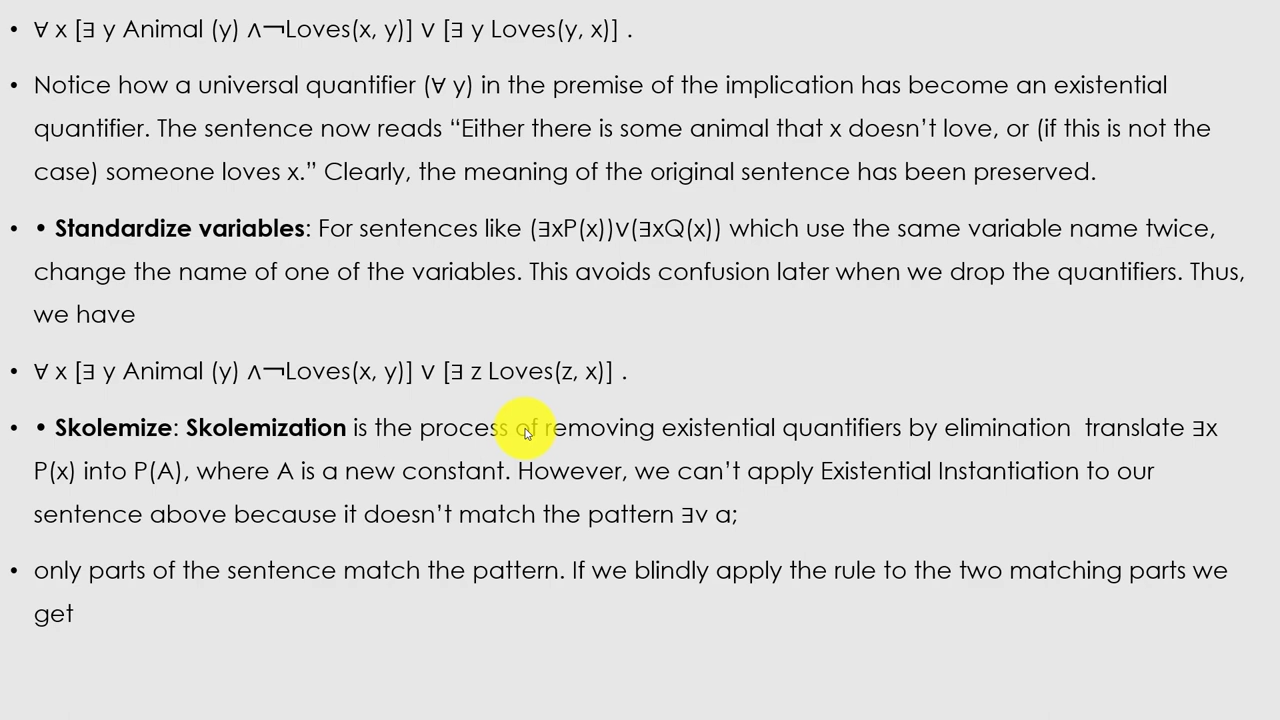 • ∀ x [∃ y Animal (y) ∧¬Loves(x, y)] ∨ [∃ y Loves(y, x)] .
• Notice how a universal quantifier (∀ y) in the premise of the implication has become an existential
quantifier. The sentence now reads “Either there is some animal that x doesn’t love, or (if this is not the
case) someone loves x.” Clearly, the meaning of the original sentence has been preserved.
• • Standardize variables: For sentences like (∃xP(x))∨(∃xQ(x)) which use the same variable name twice,
change the name of one of the variables. This avoids confusion later when we drop the quantifiers. Thus,
we have
• ∀ x [∃ y Animal (y) ∧¬Loves(x, y)] ∨ [∃ z Loves(z, x)] .
• • Skolemize: Skolemization is the process of removing existential quantifiers by elimination  translate ∃x
P(x) into P(A), where A is a new constant. However, we can’t apply Existential Instantiation to our
sentence above because it doesn’t match the pattern ∃v a;
• only parts of the sentence match the pattern. If we blindly apply the rule to the two matching parts we
get